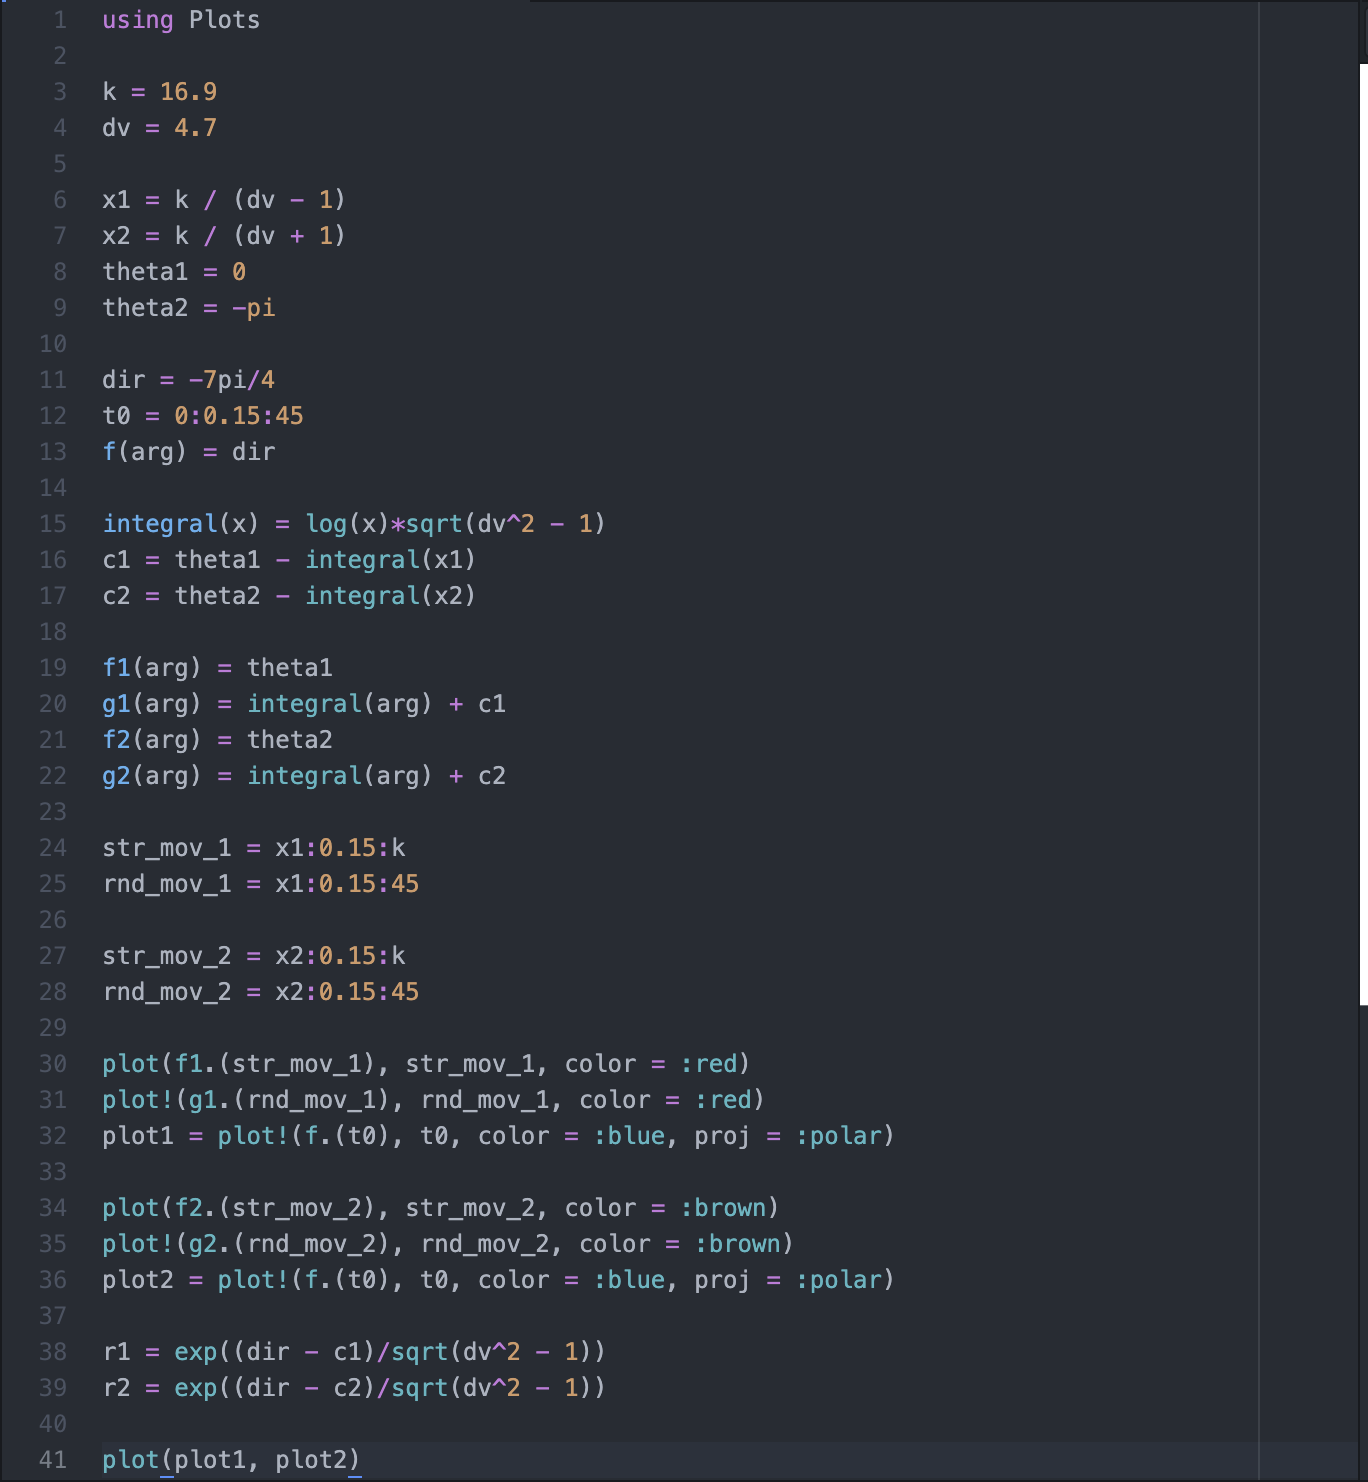 1 using Plots
2
3 k = 16.9
4 dv = 4.7
5
6 x1 = k / (dv - 1)
7 x2 = k / (dv + 1)
8 theta1 = 0
9 theta2 = -pi
10
11 dir = -7pi/4
12 t0 = 0:0.15:45
13 f(arg) = dir
14
15 integral(x) = log(x)*sqrt(dv^2 - 1)
16 c1 = theta1 - integral(x1)
17 c2 = theta2 - integral(x2)
18
19 f1(arg) = theta1
20 g1(arg) = integral(arg) + c1
21 f2(arg) = theta2
22 g2(arg) = integral(arg) + c2
23
24 str_mov_1 = x1:0.15:k
25 rnd_mov_1 = x1:0.15:45
26
27 str_mov_2 = x2:0.15:k
28 rnd_mov_2 = x2:0.15:45
29
30 plot(f1.(str_mov_1), str_mov_1, color = :red)
31 plot!(g1.(rnd_mov_1), rnd_mov_1, color = :red)
32 plot1 = plot!(f.(t0), t0, color = :blue, proj = :polar)
33
34 plot(f2.(str_mov_2), str_mov_2, color = :brown)
35 plot!(g2.(rnd_mov_2), rnd_mov_2, color = :brown)
36 plot2 = plot!(f.(t0), t0, color = :blue, proj = :polar)
37
38 r1 = exp((dir - c1)/sqrt(dv^2 - 1))
39 r2 = exp((dir - c2)/sqrt(dv^2 - 1))
40
41 plot(plot1, plot2)